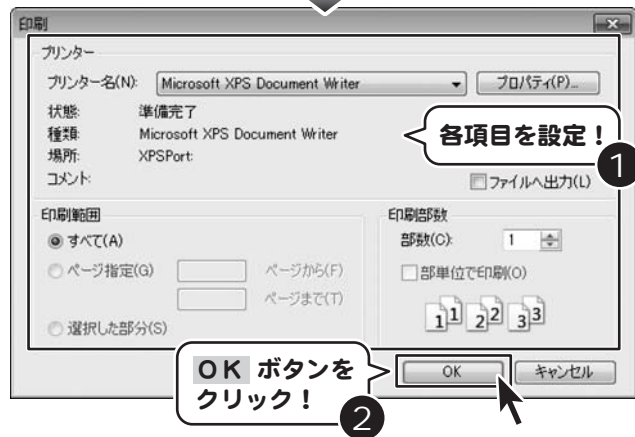 印刷
プリンター
プリンター名(N): Microsoft XPS Document Writer プロパティ(P)...
状態: 準備完了
種類: Microsoft XPS Document Writer
場所: XPSPort:
コメント:
ファイルへ出力(L)
各項目を設定！
1
印刷範囲
すべて(A)
ページ指定(G) ページから(F)
ページまで(T)
選択した部分(S)
印刷部数
部数(C): 1
部単位で印刷(O)
1 1 2 2 3 3
OK ボタンを
クリック！
2
OK キャンセル